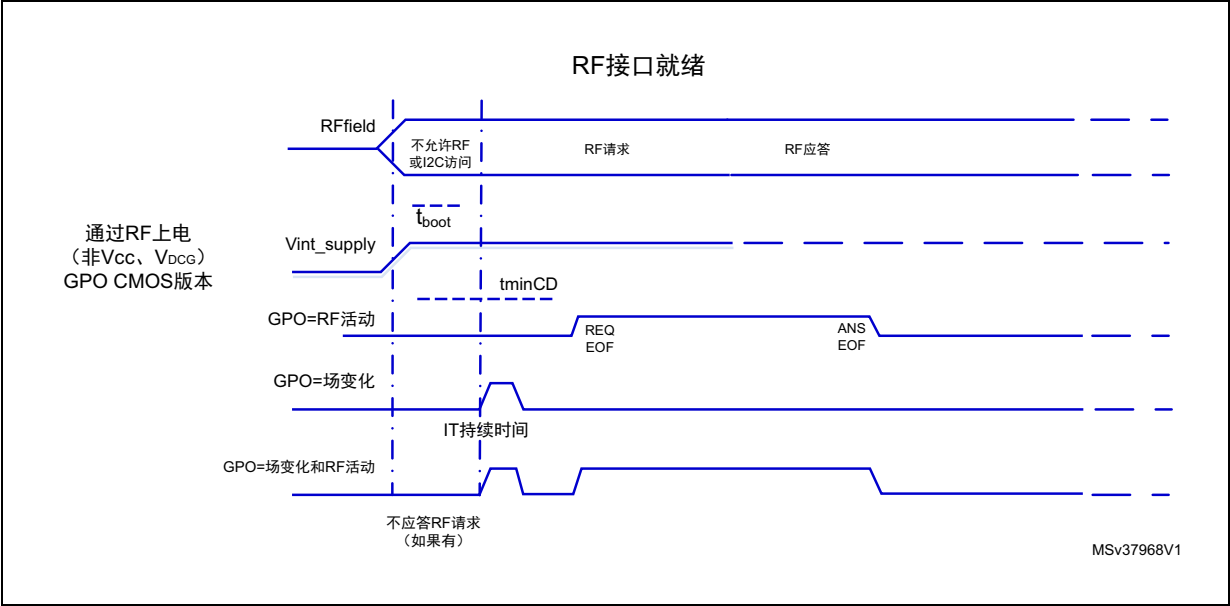 RF接口就绪
RFfield
不允许RF
或I2C访问
RF请求
RF应答
tboot
通过RF上电
（非Vcc、VDCG）
GPO CMOS版本
Vint_supply
tminCD
GPO=RF活动
REQ
EOF
ANS
EOF
GPO=场变化
IT持续时间
GPO=场变化和RF活动
不应答RF请求
（如果有）
MSv37968V1